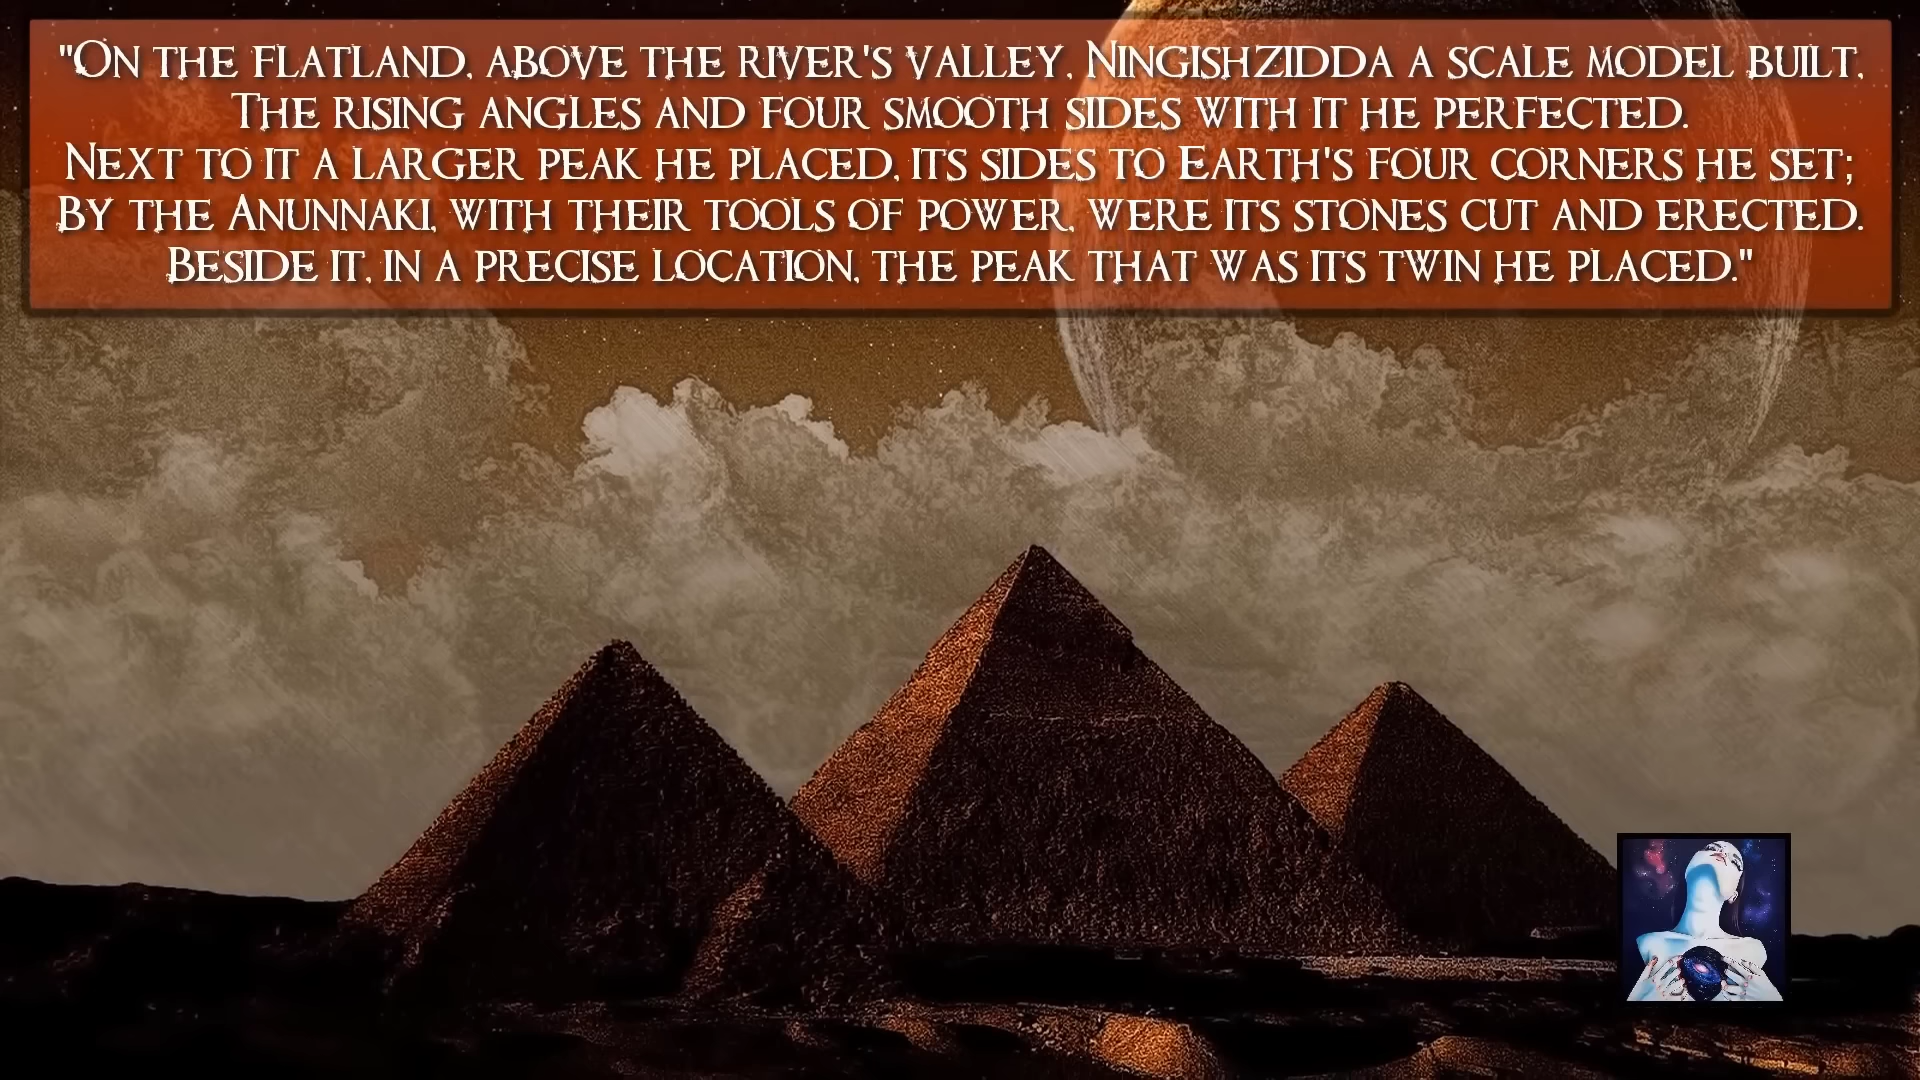 "On the flatland, above the river's valley, Ningishzidda a scale model built,
The rising angles and four smooth sides with it he perfected.
Next to it a larger peak he placed, its sides to Earth's four corners he set;
By the Anunnaki, with their tools of power, were its stones cut and erected.
Beside it, in a precise location, the peak that was its twin he placed."